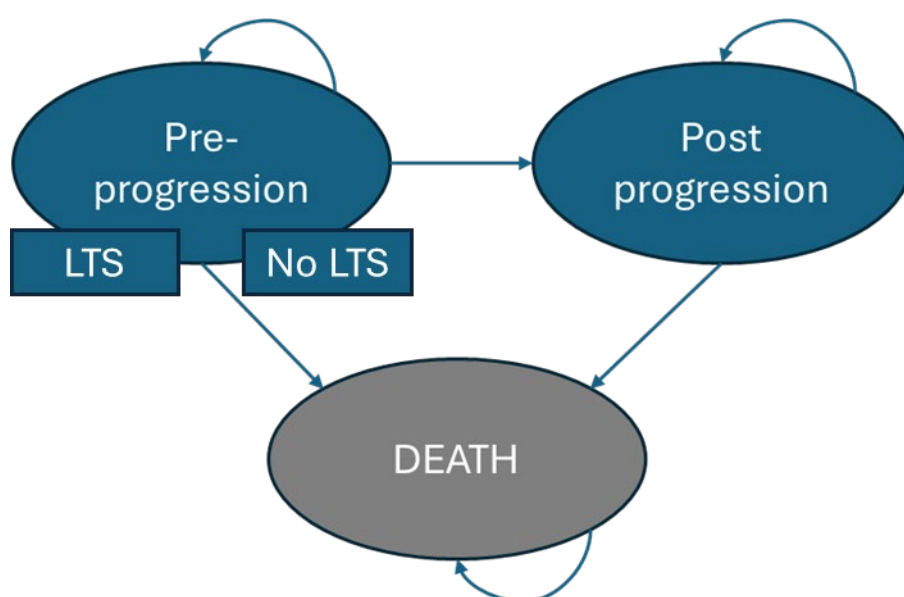 Pre-
progression
Post
progression
LTS
No LTS
DEATH